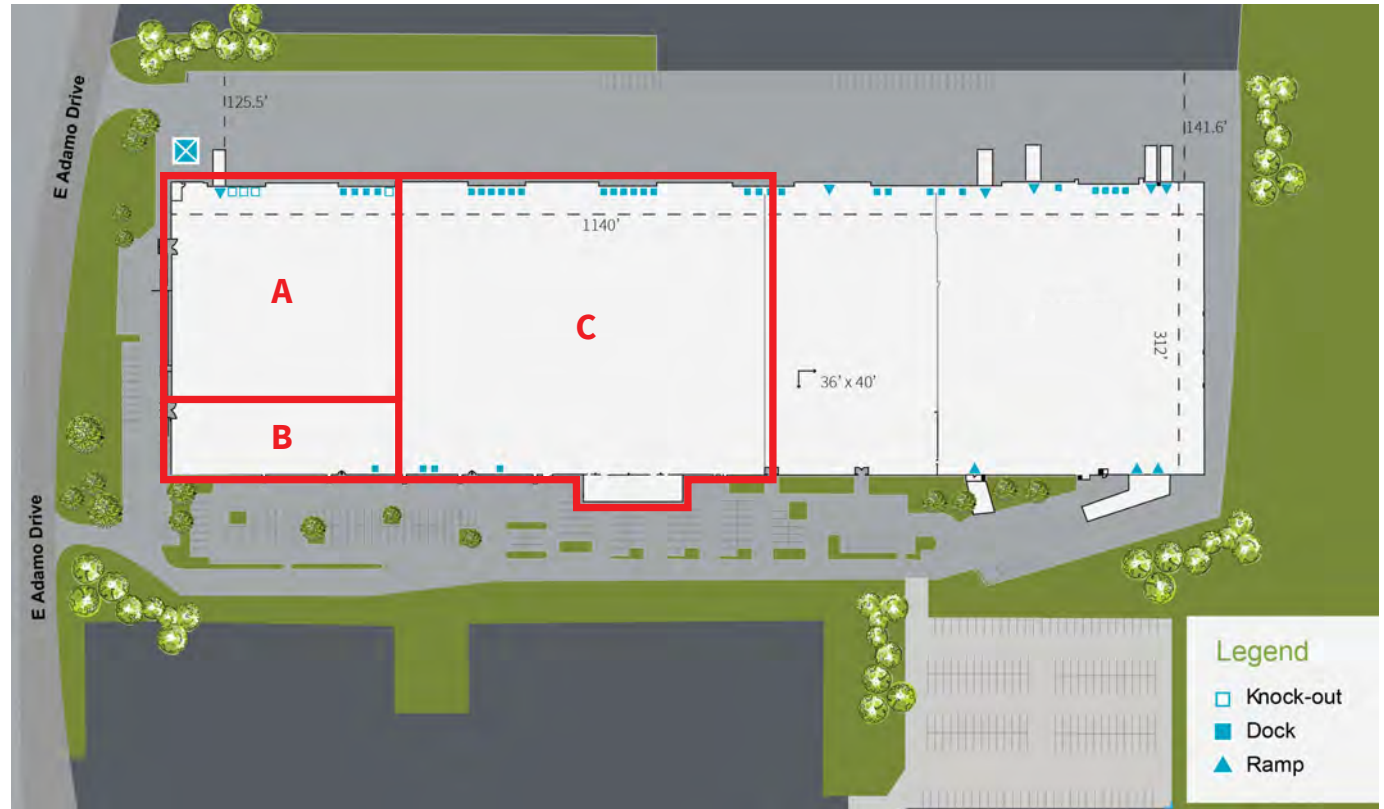 E Adamo Drive
125.5'
141.6'
1140'
A
C
312'
36' x 40'
B
E Adamo Drive
Legend
Knock-out
Dock
Ramp